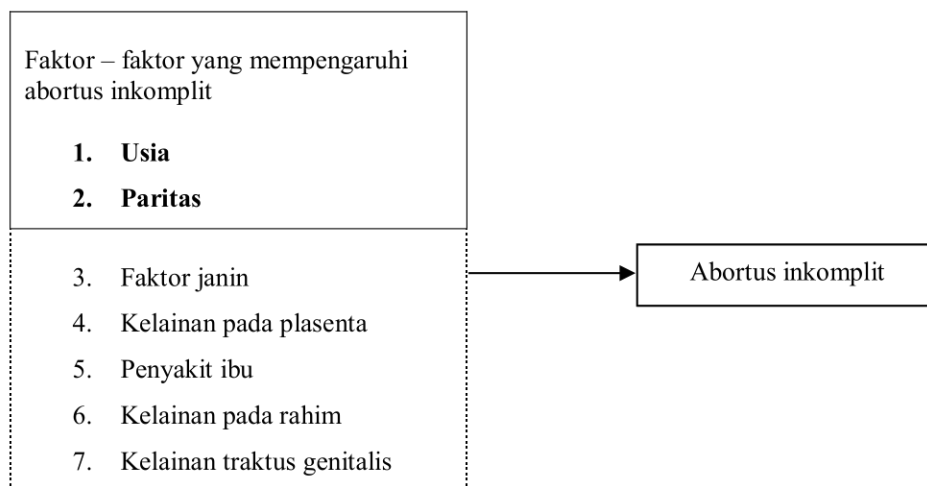 Faktor – faktor yang mempengaruhi
abortus inkomplit
1. Usia
2. Paritas
3. Faktor janin
4. Kelainan pada plasenta
5. Penyakit ibu
6. Kelainan pada rahim
7. Kelainan traktus genitalis
Abortus inkomplit